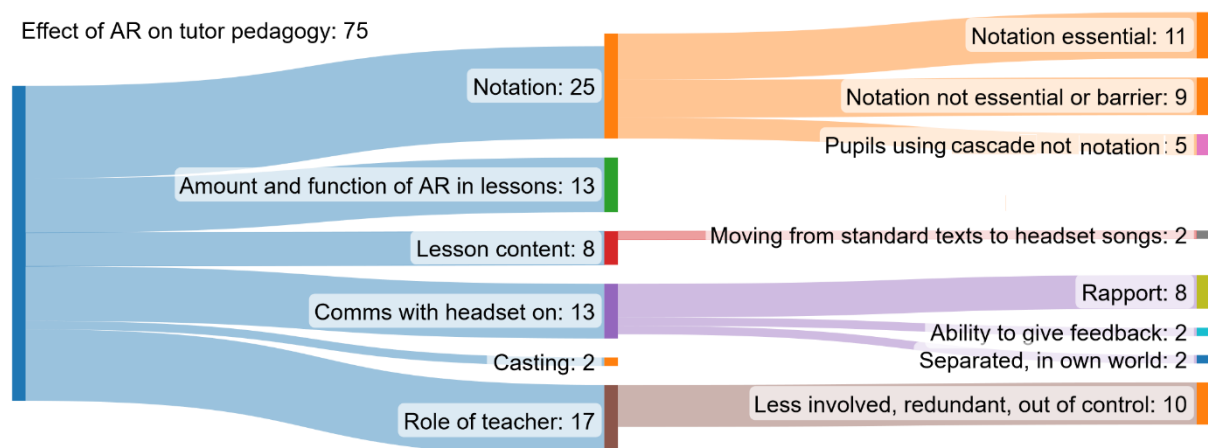 Effect of AR on tutor pedagogy: 75
Notation: 25
Amount and function of AR in lessons: 13
Lesson content: 8
Comms with headset on: 13
Casting: 2
Role of teacher: 17
Notation essential: 11
Notation not essential or barrier: 9
Pupils using cascade not notation : 5
Moving from standard texts to headset songs: 2
Rapport: 8
Ability to give feedback: 2
Separated, in own world: 2
Less involved, redundant, out of control: 10